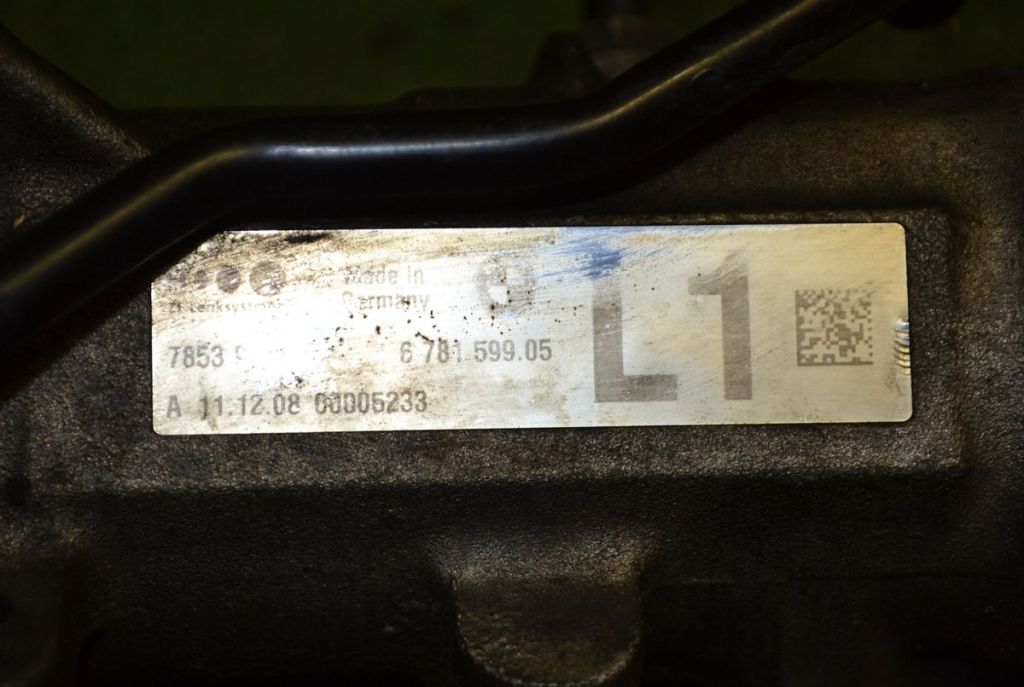 Made in
Germany
ZF Lenksysteme
7853
6 781.599.05
A 11.12.08 00005233
L1